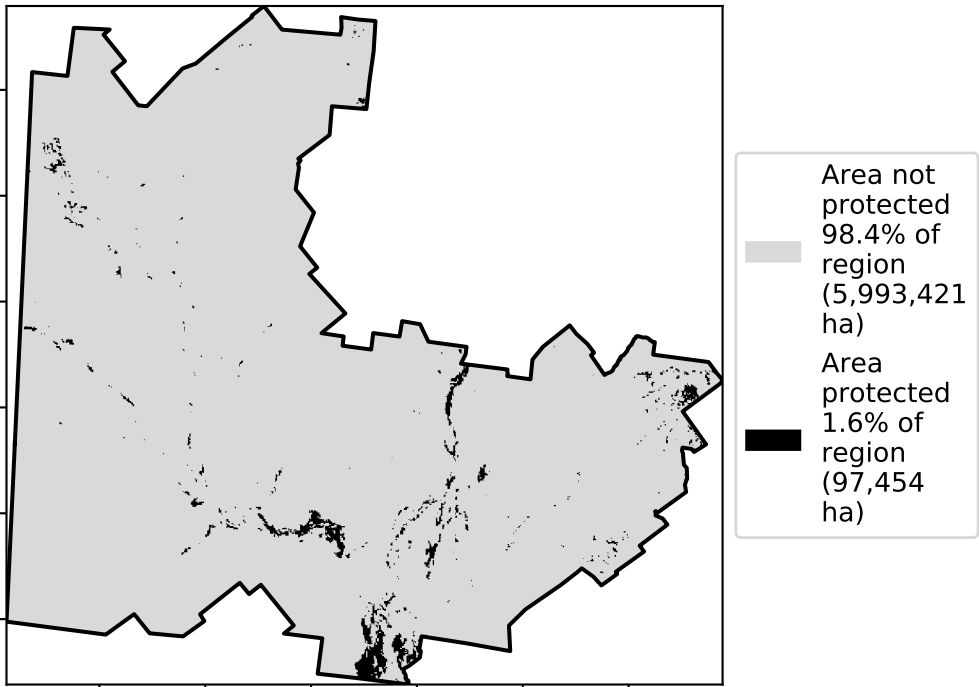 Area not
protected
98.4% of
region
(5,993,421
ha)
Area
protected
1.6% of
region
(97,454
ha)